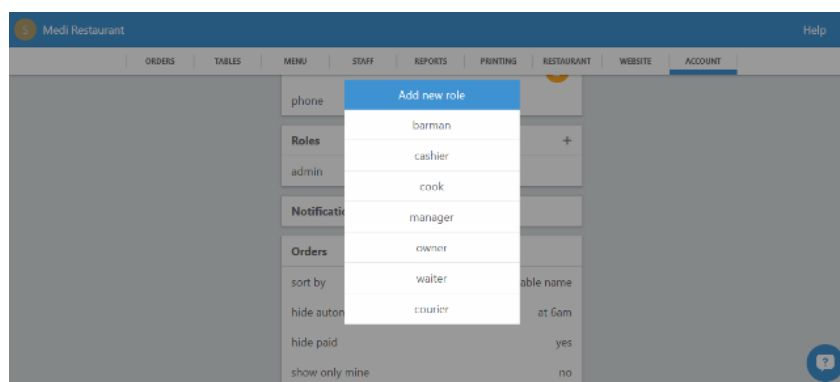 S Medi Restaurant Help
ORDERS TABLES MENU STAFF REPORTS PRINTING RESTAURANT WEBSITE ACCOUNT
Add new role
phone
barman
Roles +
cashier
admin
cook
manager
Notificatio
owner
Orders
waiter
sort by able name
courier
hide auton at 6am
hide paid yes
show only mine no
?